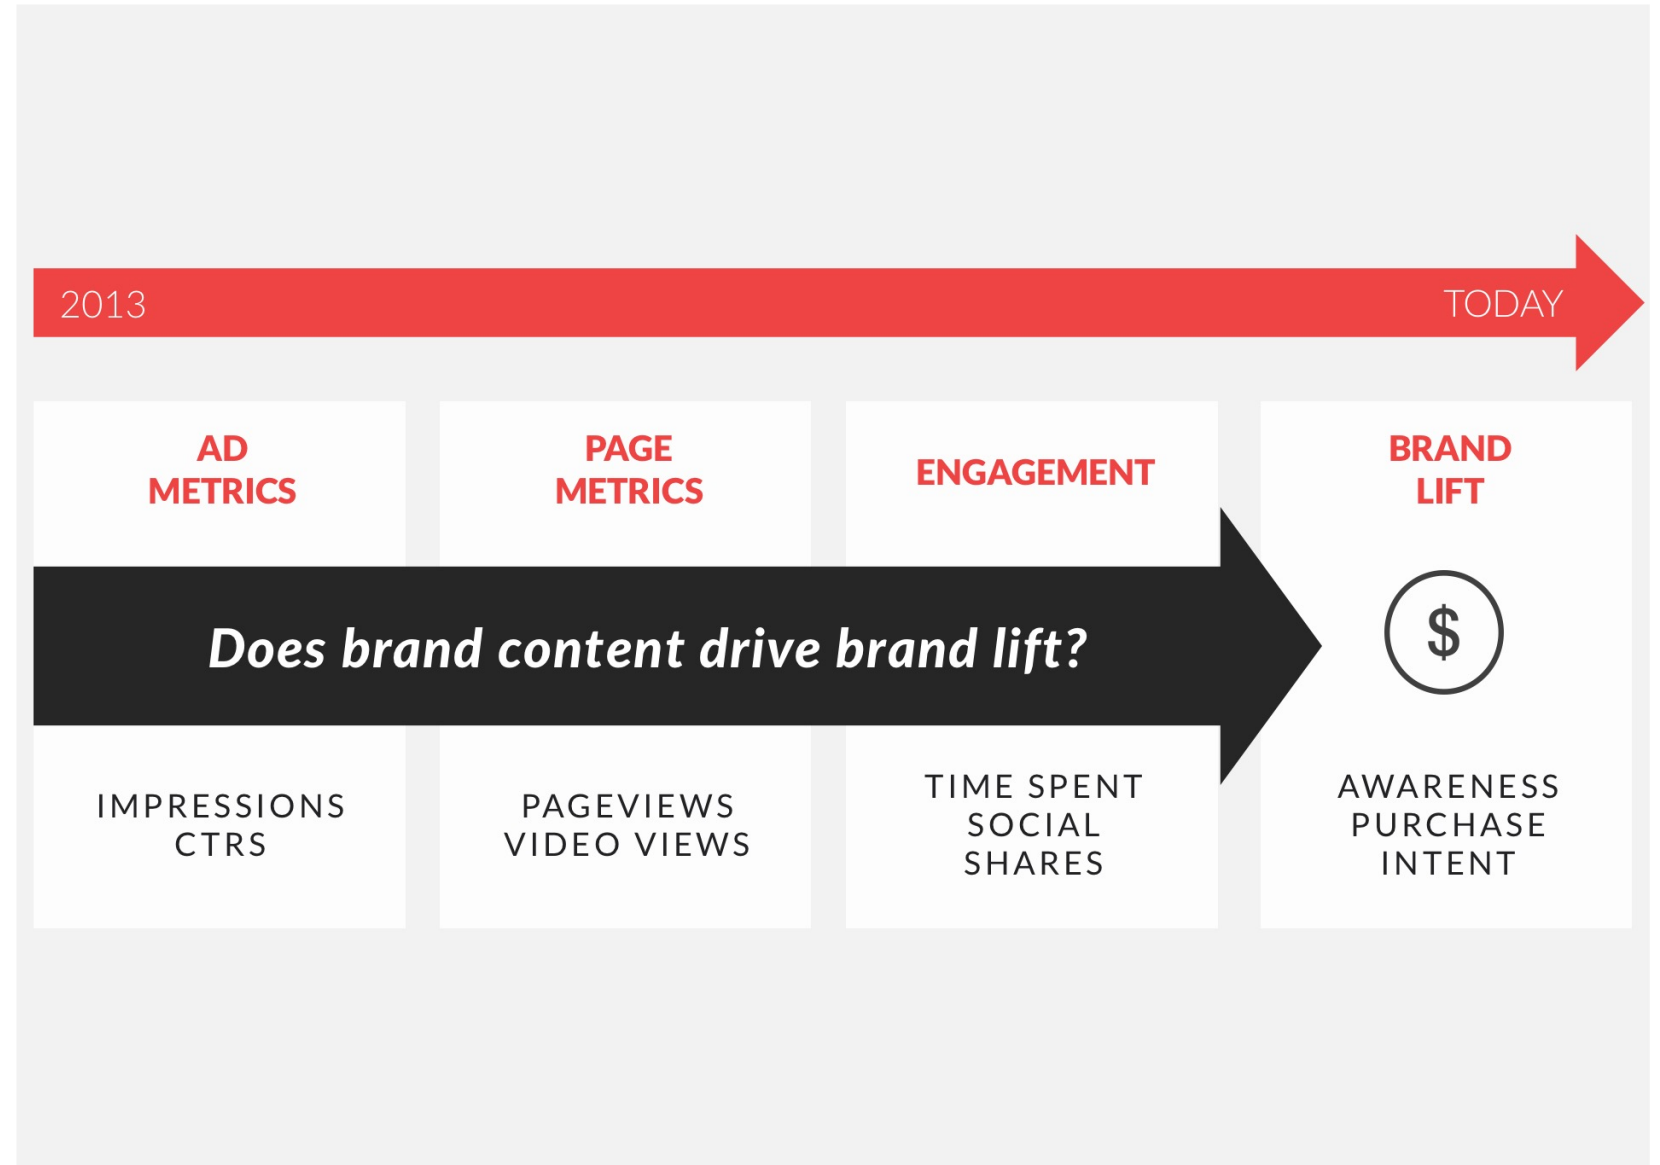 2013
TODAY
AD
METRICS
PAGE
METRICS
ENGAGEMENT
BRAND
LIFT
Does brand content drive brand lift?
$
IMPRESSIONS
CTRS
PAGEVIEWS
VIDEO VIEWS
TIME SPENT
SOCIAL
SHARES
AWARENESS
PURCHASE
INTENT